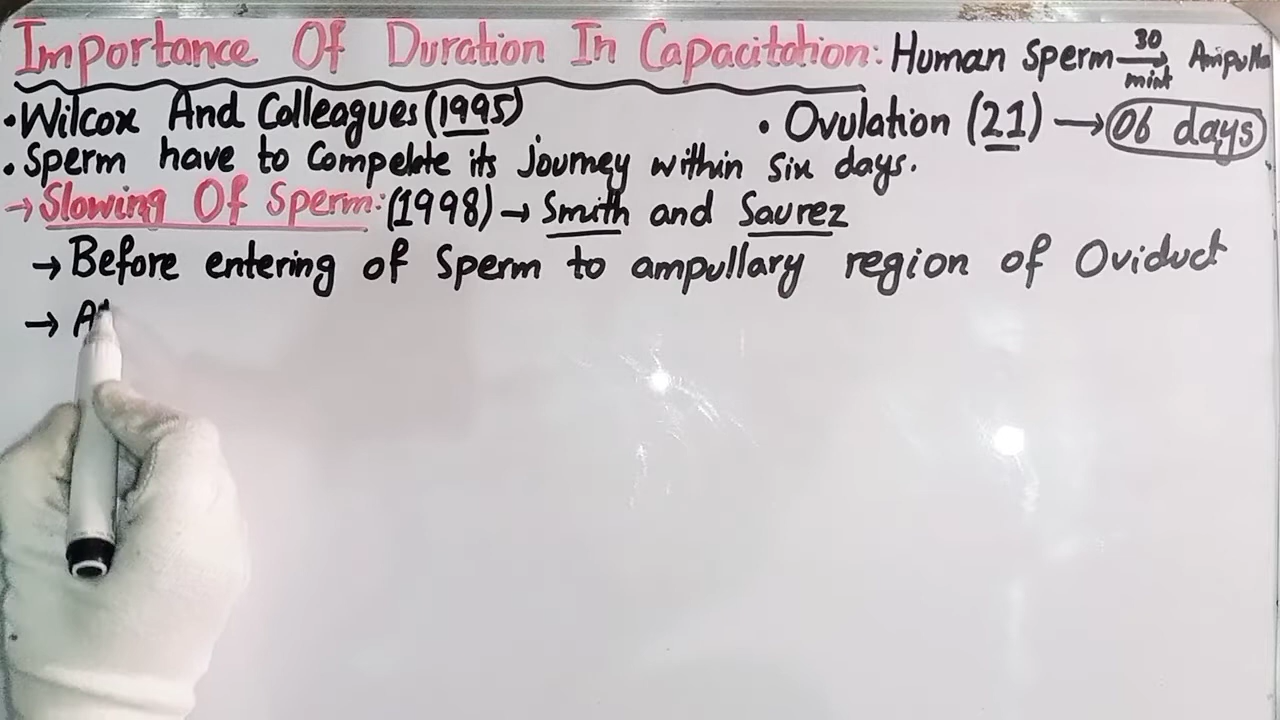 Importance Of Duration In Capacitation: Human Sperm 30 mint → Ampulla
• Wilcox And Colleagues (1995) • Ovulation (21) → 06 days
• Sperm have to Compelete its journey within six days.
→ Slowing Of Sperm: (1998) → Smith and Saurez
→ Before entering of Sperm to ampullary region of Oviduct
→ A